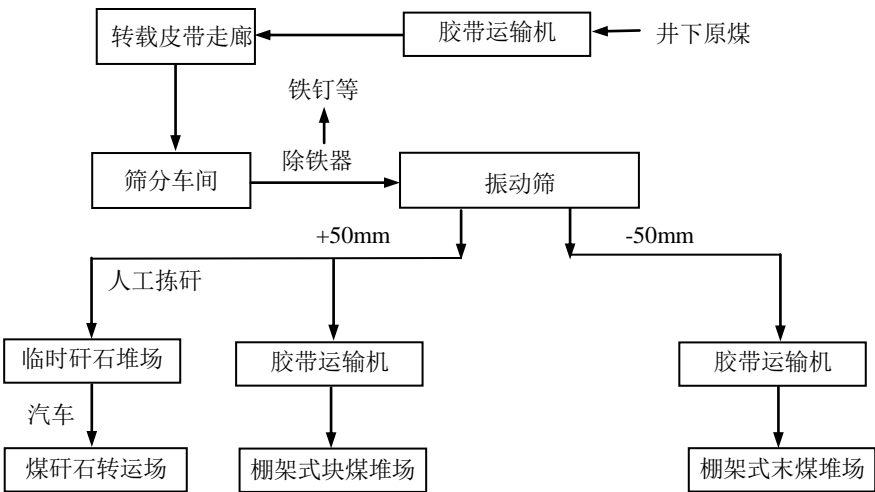 转载皮带走廊
胶带运输机
井下原煤
铁钉等
除铁器
筛分车间
振动筛
+50mm
-50mm
人工拣矸
临时矸石堆场
胶带运输机
胶带运输机
汽车
煤矸石转运场
棚架式块煤堆场
棚架式末煤堆场